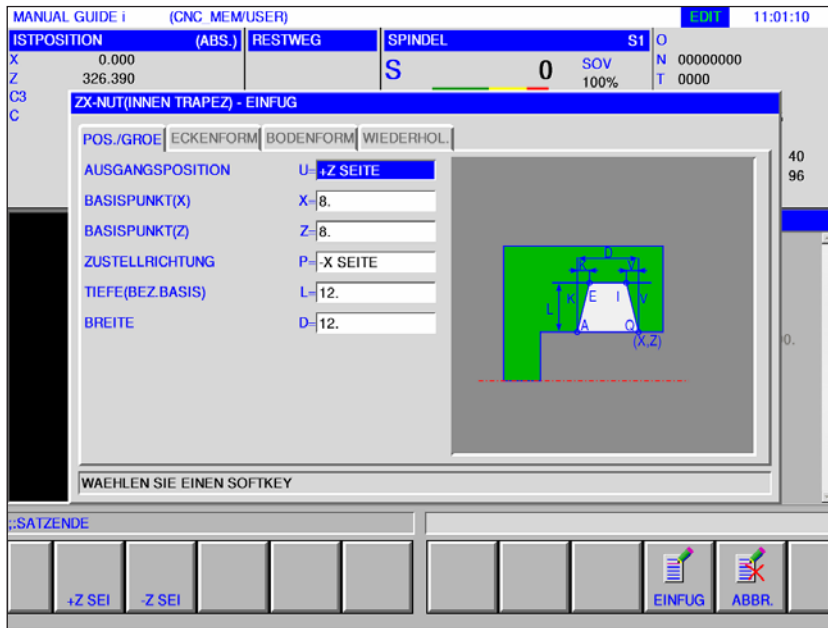 MANUAL GUIDE i (CNC_MEM/USER) EDIT 11:01:10
ISTPOSITION (ABS.) RESTWEG SPINDEL S1 O
X 0.000 S 0 SOV N 00000000
Z 326.390 100% T 0000
C3
C
ZX-NUT(INNEN TRAPEZ) - EINFUG
POS./GROE ECKENFORM BODENFORM WIEDERHOL.
AUSGANGSPOSITION U= +Z SEITE
BASISPUNKT(X) X= 8.
BASISPUNKT(Z) Z= 8.
ZUSTELLRICHTUNG P= -X SEITE
TIEFE(BEZ.BASIS) L= 12.
BREITE D= 12.
40
96
0.
D
K V
L K E I V
A Q
(X,Z)
WAEHLEN SIE EINEN SOFTKEY
;:SATZENDE
+Z SEI -Z SEI EINFUG ABBR.